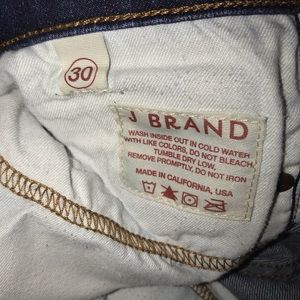 30
J BRAND
WASH INSIDE OUT IN COLD WATER
WITH LIKE COLORS, DO NOT BLEACH,
TUMBLE DRY LOW.
REMOVE PROMPTLY, DO NOT IRON
MADE IN CALIFORNIA, USA